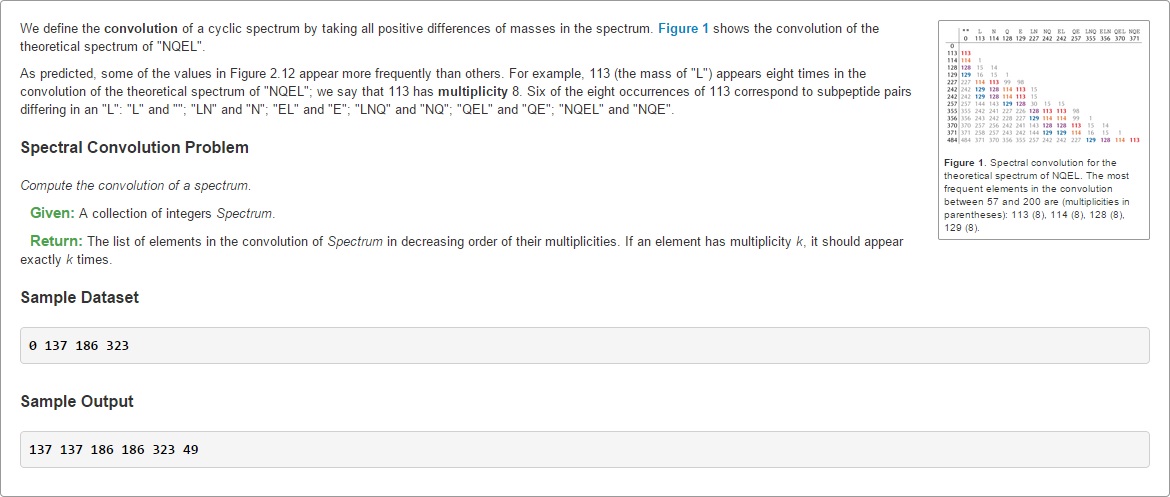 We define the convolution of a cyclic spectrum by taking all positive differences of masses in the spectrum. Figure 1 shows the convolution of the
theoretical spectrum of "NQEL".
As predicted, some of the values in Figure 2.12 appear more frequently than others. For example, 113 (the mass of "L") appears eight times in the
convolution of the theoretical spectrum of "NQEL"; we say that 113 has multiplicity 8. Six of the eight occurrences of 113 correspond to subpeptide pairs
differing in an "L": "L" and ""; "LN" and "N"; "EL" and "E"; "LNQ" and "NQ"; "QEL" and "QE"; "NQEL" and "NQE".
Spectral Convolution Problem
Compute the convolution of a spectrum.
Given: A collection of integers Spectrum.
Return: The list of elements in the convolution of Spectrum in decreasing order of their multiplicities. If an element has multiplicity k, it should appear
exactly k times.
Sample Dataset
0 137 186 323
Sample Output
137 137 186 186 323 49
"" L N Q E LN NQ EL QE LNQ ELN QEL NQE
0 113 114 128 129 227 242 242 257 355 356 370 371
0
113 113
114 114 1
128 128 15 14
129 129 16 15 1
227 227 114 113 99 98
242 242 129 128 114 113 15
242 242 129 128 114 113 15
257 257 144 143 129 128 30 15 15
355 355 242 241 227 226 128 113 113 98
356 356 243 242 228 227 129 114 114 99 1
370 370 257 256 242 241 143 128 128 113 15 14
371 371 258 257 243 242 144 129 129 114 16 15 1
484 484 371 370 356 355 257 242 242 227 129 128 114 113
Figure 1. Spectral convolution for the
theoretical spectrum of NQEL. The most
frequent elements in the convolution
between 57 and 200 are (multiplicities in
parentheses): 113 (8), 114 (8), 128 (8),
129 (8).